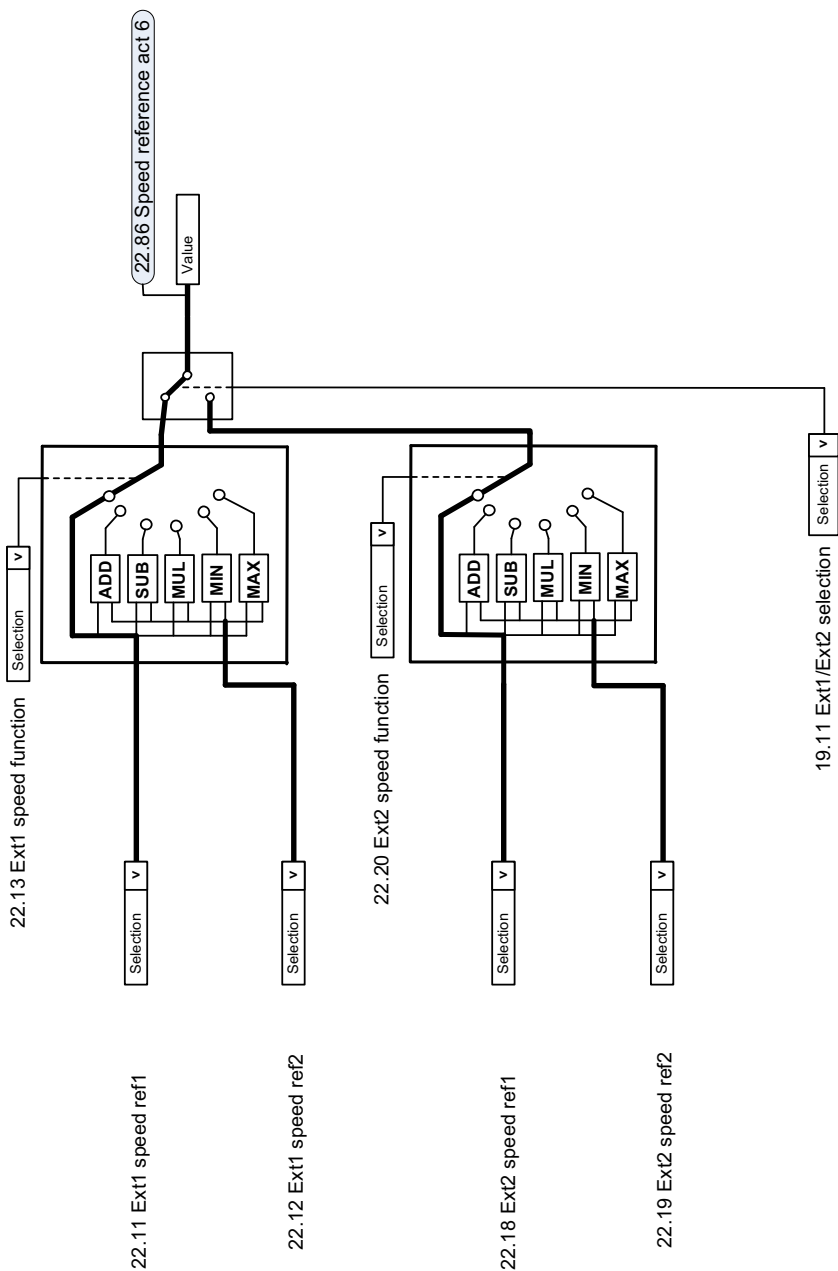 22.13 Ext1 speed function
Selection v
22.11 Ext1 speed ref1
Selection v
ADD
SUB
MUL
MIN
MAX
22.12 Ext1 speed ref2
Selection v
22.86 Speed reference act 6
Value
22.20 Ext2 speed function
Selection v
22.18 Ext2 speed ref1
Selection v
ADD
SUB
MUL
MIN
MAX
22.19 Ext2 speed ref2
Selection v
19.11 Ext1/Ext2 selection
Selection v